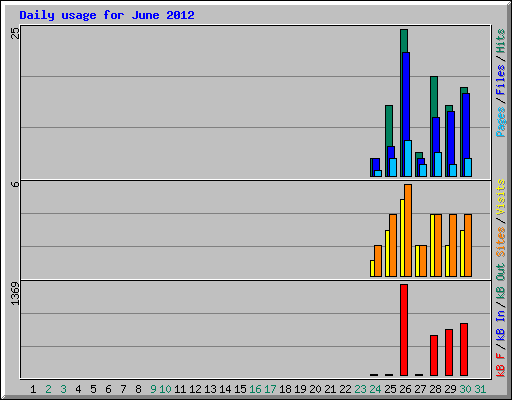 Daily usage for June 2012
25
Pages / Files / Hits
6
Sites / Visits
1369
kB F / kB In / kB Out
1 2 3 4 5 6 7 8 9 10 11 12 13 14 15 16 17 18 19 20 21 22 23 24 25 26 27 28 29 30 31